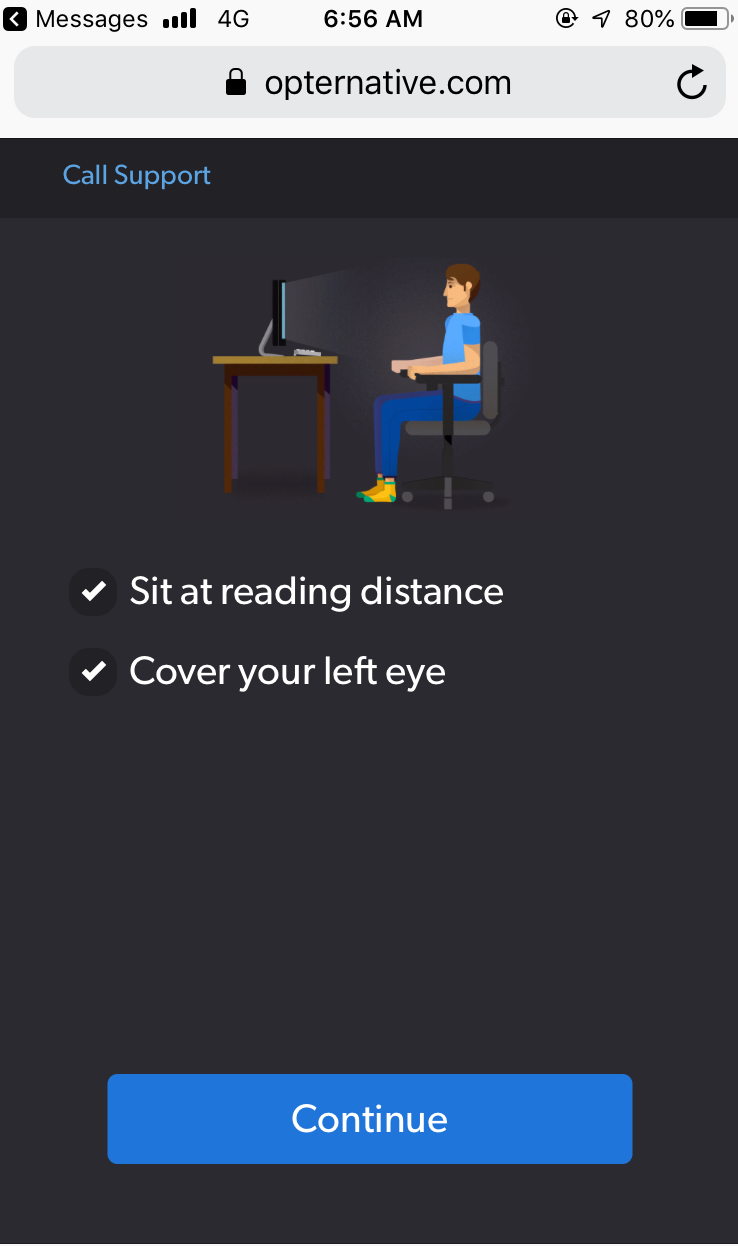 Messages 4G 6:56 AM 80%
opternative.com
Call Support
Sit at reading distance
Cover your left eye
Continue